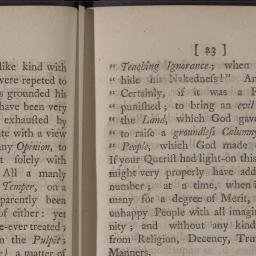 like kind with
were repeted to
s grounded his
have been very
exhausted by
te with a view
ny Opinion, to
t solely with
All a manly
Temper, on a
parently been
of either: yet
e-ever treated;
n the Pulpit;
a matter of
[ 23 ]
" Teaching Ignorance; when
" hide his Nakedness!" Ar
" Certainly, if it was a F
" punished; to bring an evil
" the Land, which God gave
" to raise a groundless Calumny
" People, which God made
If your Querist had light-on this
might very properly have added
number; at a time, when
many for a degree of Merit,
unhappy People with all imagin
nity; and without any kind
from Religion, Decency, Tru
Manners.